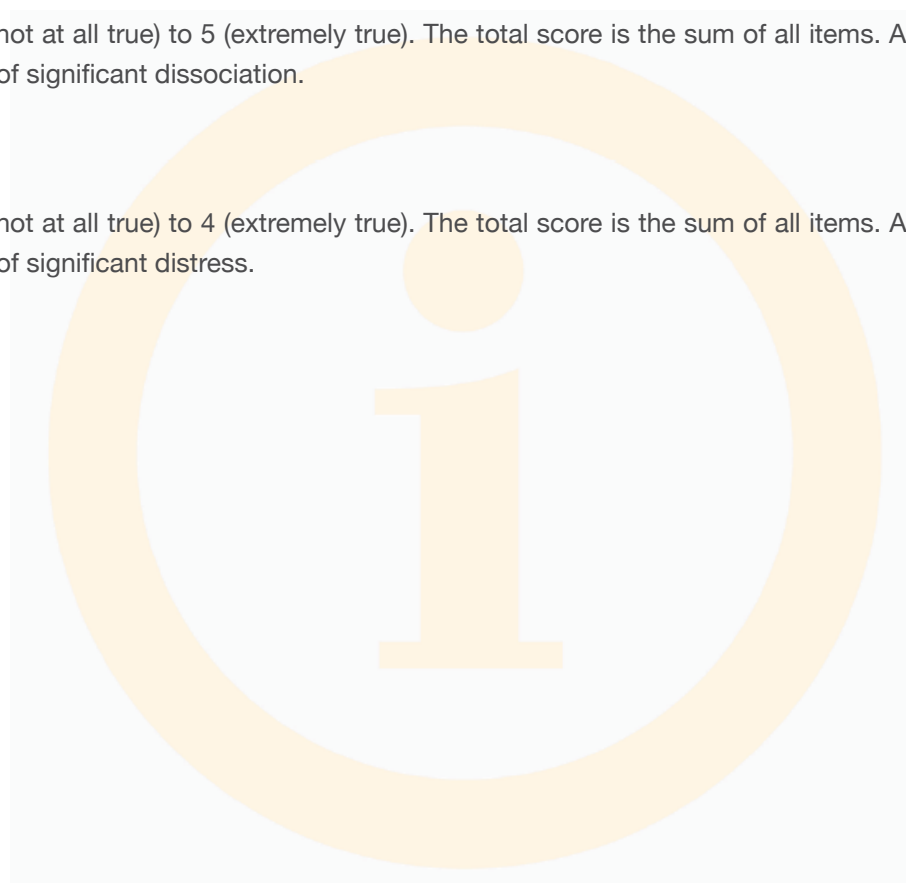 not at all true) to 5 (extremely true). The total score is the sum of all items. A
of significant dissociation.
not at all true) to 4 (extremely true). The total score is the sum of all items. A
of significant distress.